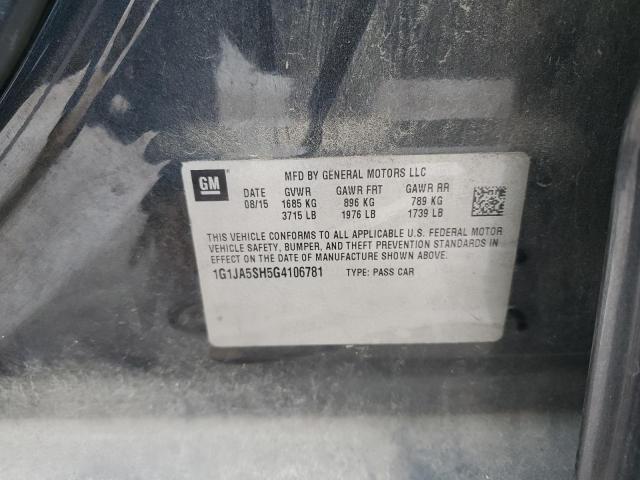 GM
MFD BY GENERAL MOTORS LLC
DATE GVWR GAWR FRT GAWR RR
08/15 1685 KG 896 KG 789 KG
3715 LB 1976 LB 1739 LB
THIS VEHICLE CONFORMS TO ALL APPLICABLE U.S. FEDERAL MOTOR
VEHICLE SAFETY, BUMPER, AND THEFT PREVENTION STANDARDS IN
EFFECT ON THE DATE OF MANUFACTURE SHOWN ABOVE.
1G1JA5SH5G4106781 TYPE: PASS CAR